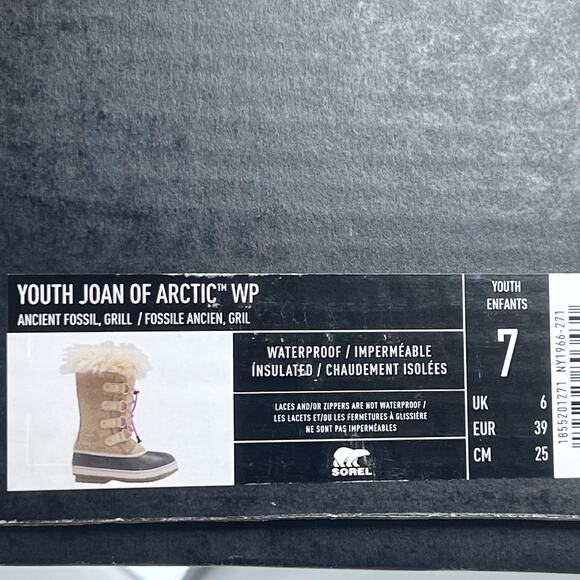 YOUTH JOAN OF ARCTIC™ WP
ANCIENT FOSSIL, GRILL / FOSSILE ANCIEN, GRIL
WATERPROOF / IMPERMÉABLE
INSULATED / CHAUDEMENT ISOLÉES
LACES AND/OR ZIPPERS ARE NOT WATERPROOF /
LES LACETS ET/OU LES FERMETURES À GLISSIÈRE
NE SONT PAS IMPERMÉABLES
SOREL
YOUTH
ENFANTS
7
UK 6
EUR 39
CM 25
1855201271 NY1966-271